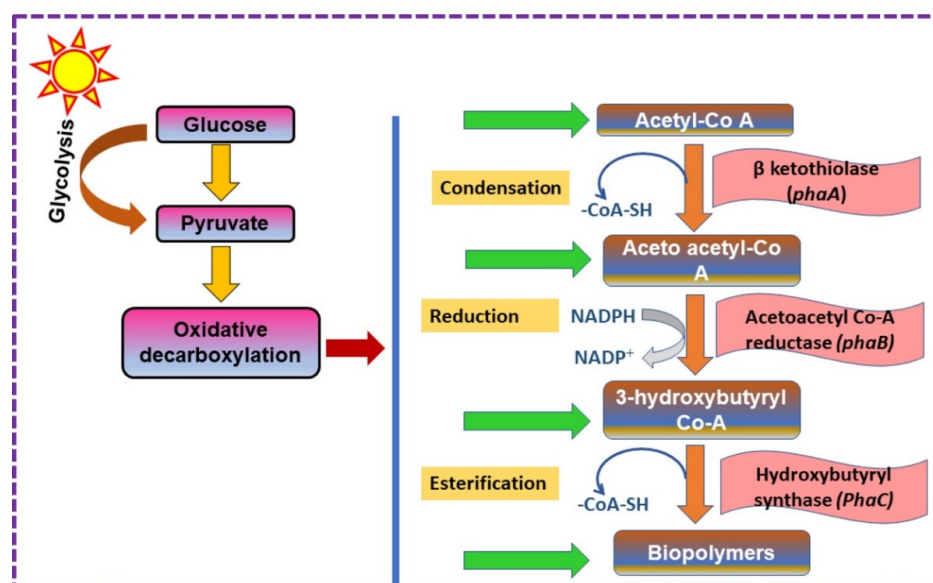 Glycolysis
Glucose
Pyruvate
Oxidative
decarboxylation
Acetyl-Co A
Condensation
-CoA-SH
β ketothiolase
(phaA)
Aceto acetyl-Co
A
Reduction
NADPH
NADP⁺
Acetoacetyl Co-A
reductase (phaB)
3-hydroxybutyryl
Co-A
Esterification
-CoA-SH
Hydroxybutyryl
synthase (PhaC)
Biopolymers